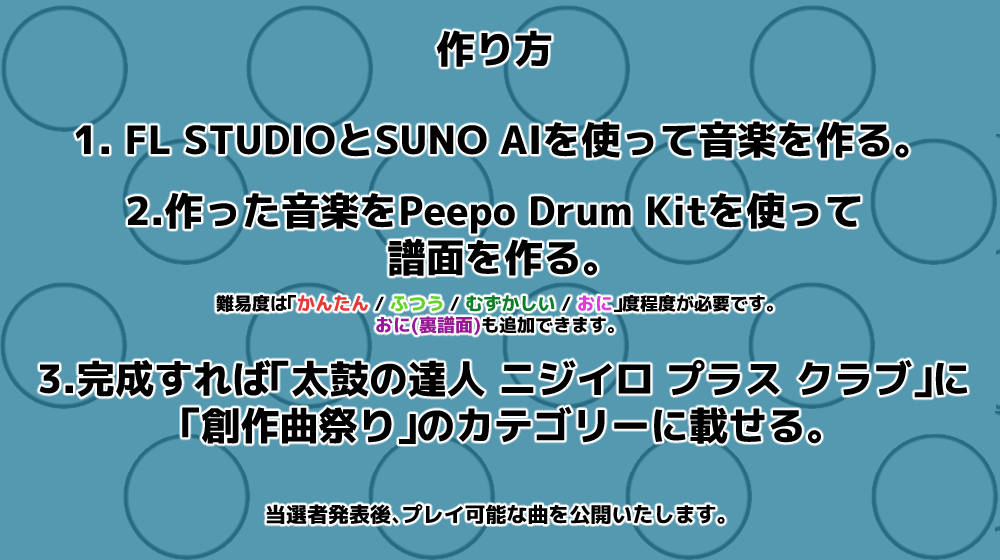 作り方
1. FL STUDIOとSUNO AIを使って音楽を作る。
2.作った音楽をPeepo Drum Kitを使って
譜面を作る。
難易度は「かんたん / ふつう / むずかしい / おに」度程度が必要です。
おに(裏譜面)も追加できます。
3.完成すれば「太鼓の達人 ニジイロ プラス クラブ」に
「創作曲祭り」のカテゴリーに載せる。
当選者発表後、プレイ可能な曲を公開いたします。